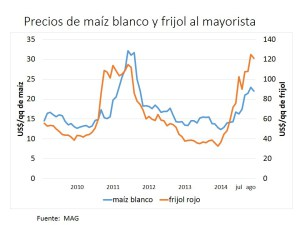 Precios de maíz blanco y frijol al mayorista
US$/qq de maíz
35
30
25
20
15
10
5
0
US$/qq de frijol
140
120
100
80
60
40
20
0
2010 2011 2012 2013 2014 jul ago
maíz blanco frijol rojo
Fuente: MAG